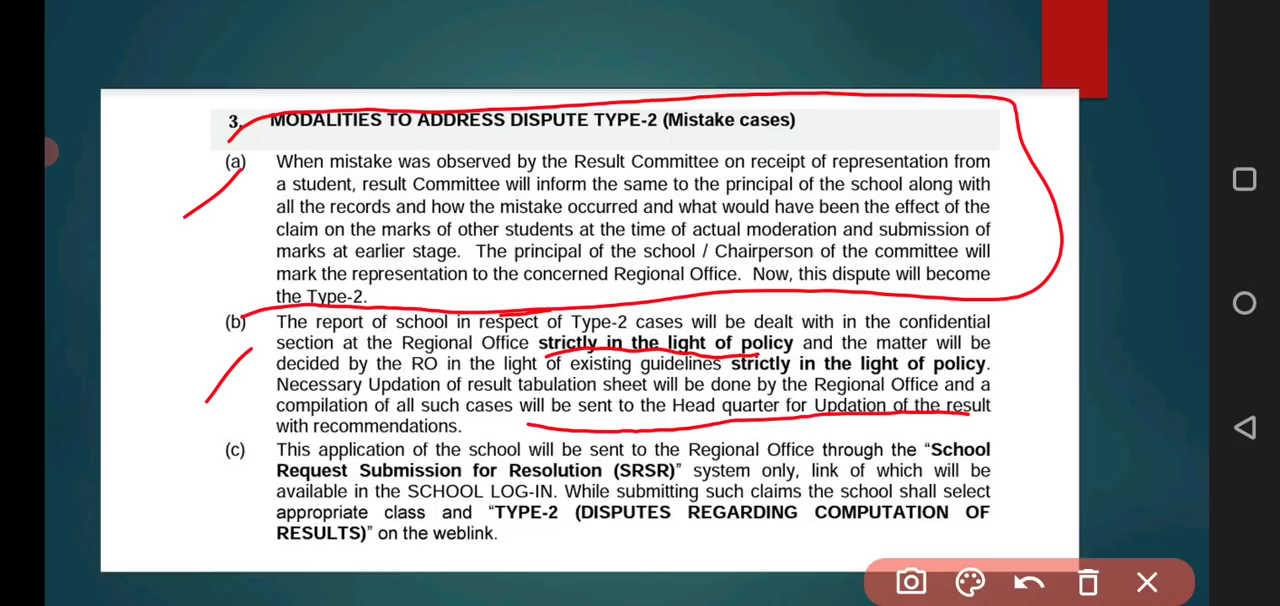 3. MODALITIES TO ADDRESS DISPUTE TYPE-2 (Mistake cases)
(a) When mistake was observed by the Result Committee on receipt of representation from
a student, result Committee will inform the same to the principal of the school along with
all the records and how the mistake occurred and what would have been the effect of the
claim on the marks of other students at the time of actual moderation and submission of
marks at earlier stage. The principal of the school / Chairperson of the committee will
mark the representation to the concerned Regional Office. Now, this dispute will become
the Type-2.
(b) The report of school in respect of Type-2 cases will be dealt with in the confidential
section at the Regional Office strictly in the light of policy and the matter will be
decided by the RO in the light of existing guidelines strictly in the light of policy.
Necessary Updation of result tabulation sheet will be done by the Regional Office and a
compilation of all such cases will be sent to the Head quarter for Updation of the result
with recommendations.
(c) This application of the school will be sent to the Regional Office through the “School
Request Submission for Resolution (SRSR)” system only, link of which will be
available in the SCHOOL LOG-IN. While submitting such claims the school shall select
appropriate class and “TYPE-2 (DISPUTES REGARDING COMPUTATION OF
RESULTS)” on the weblink.